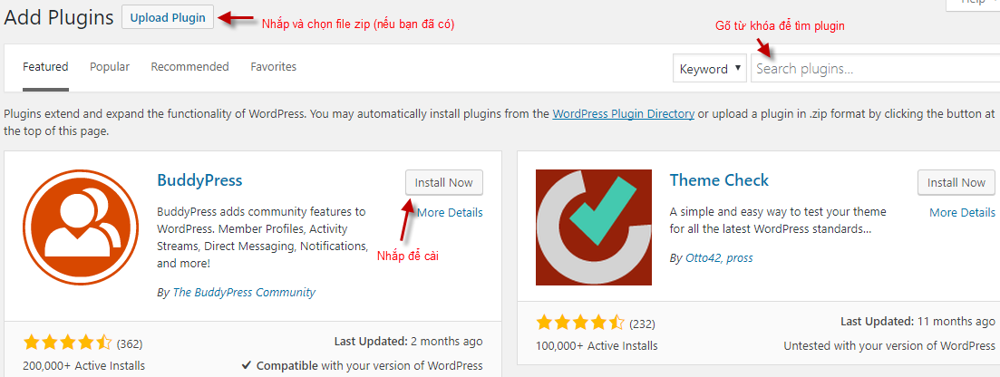 Add Plugins
Upload Plugin
Nhắp và chọn file zip (nếu bạn đã có)
Gõ từ khóa để tìm plugin
Featured
Popular
Recommended
Favorites
Keyword
Search plugins...
Plugins extend and expand the functionality of WordPress. You may automatically install plugins from the WordPress Plugin Directory or upload a plugin in .zip format by clicking the button at
the top of this page.
BuddyPress
Install Now
BuddyPress adds community features to
WordPress. Member Profiles, Activity
Streams, Direct Messaging, Notifications,
and more!
More Details
Nhắp để cài
By The BuddyPress Community
(362)
Last Updated: 2 months ago
200,000+ Active Installs
Compatible with your version of WordPress
Theme Check
Install Now
A simple and easy way to test your theme
for all the latest WordPress standards...
More Details
By Otto42, pross
(232)
Last Updated: 11 months ago
100,000+ Active Installs
Untested with your version of WordPress